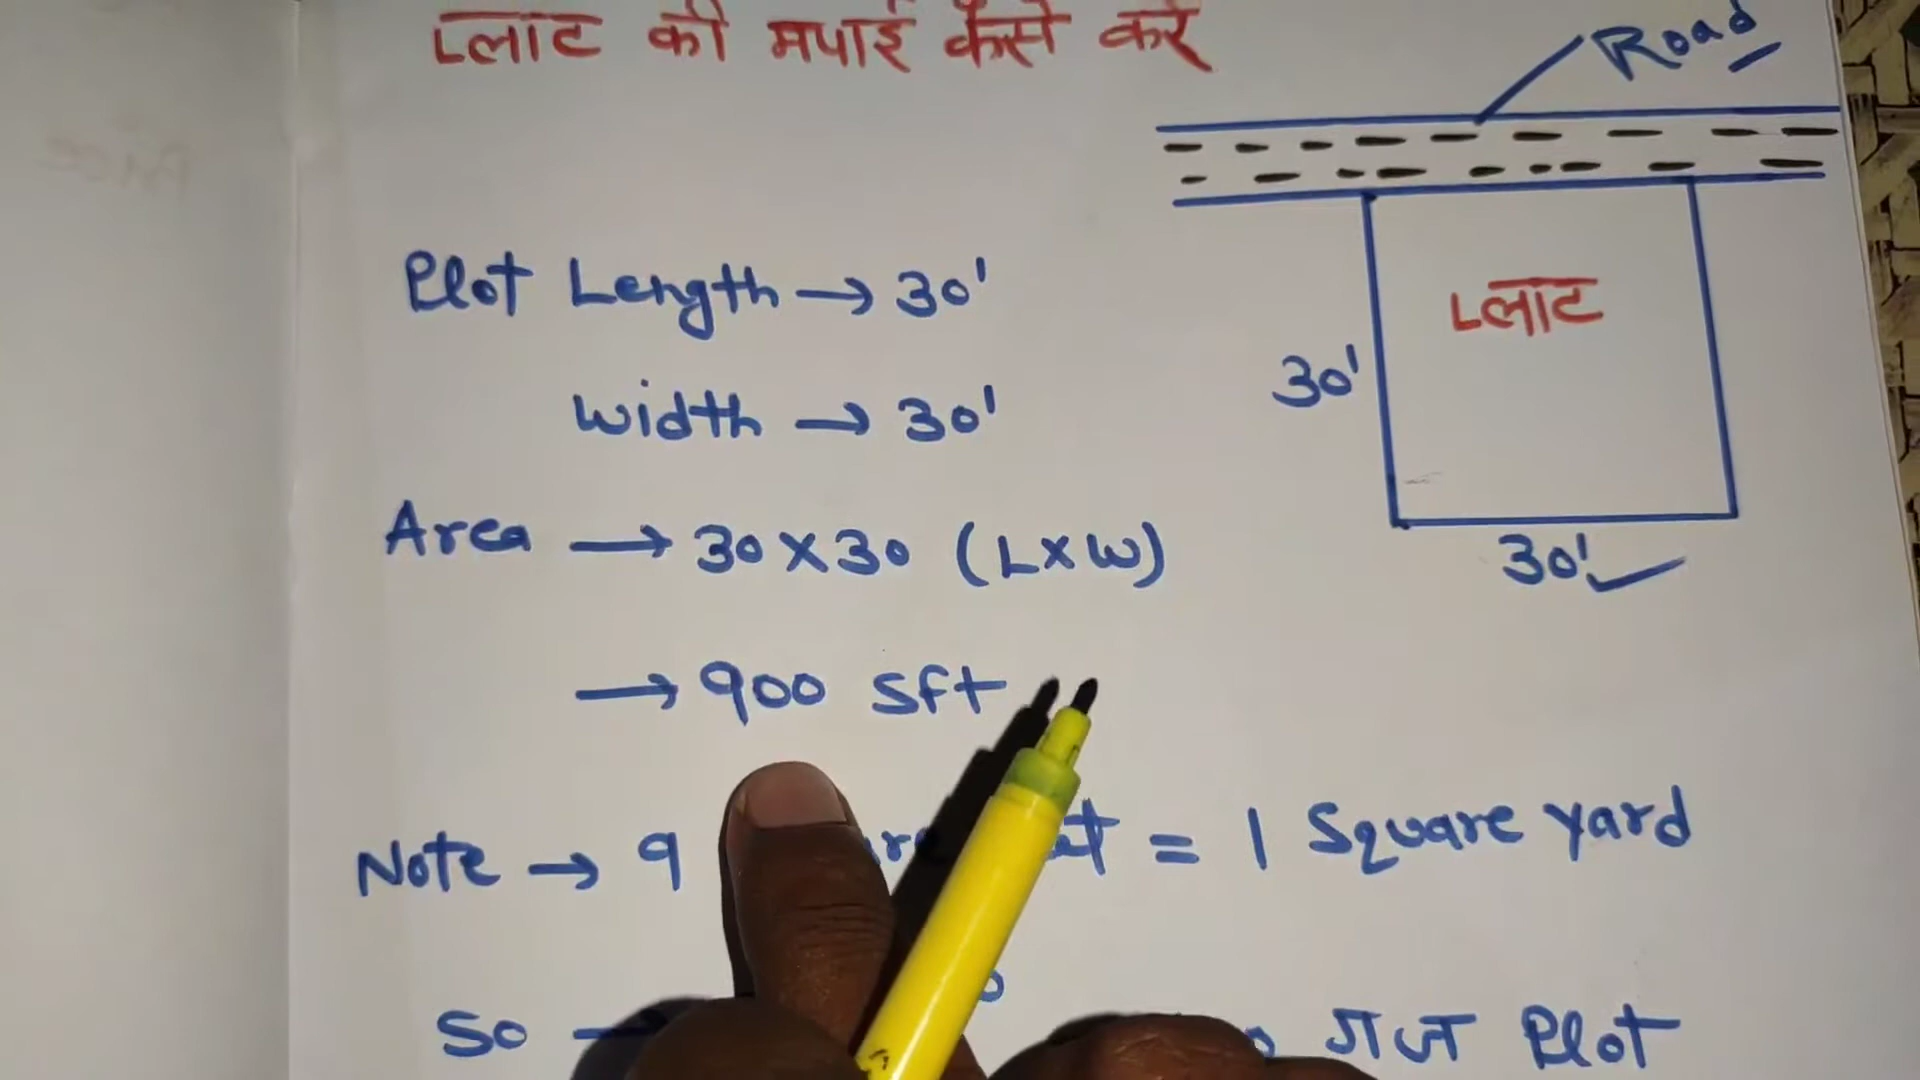 प्लाट की मपाई कैसे करें
Road
Plot Length → 30'
Width → 30'
Area → 30×30 (L×W)
→ 900 Sft
प्लाट
30'
30'
Note → 9 = 1 Square Yard
So → गज Plot